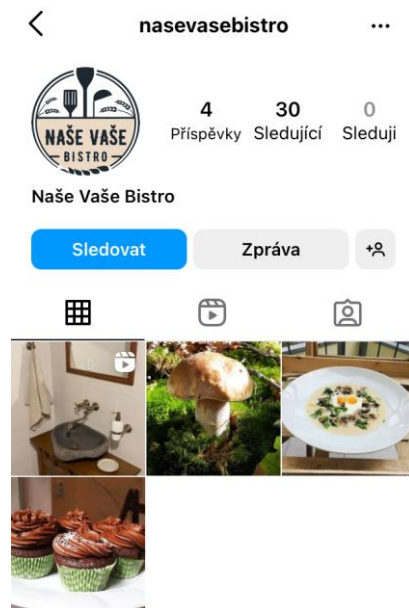 nasevasebistro
NAŠE VAŠE
BISTRO
4 30 0
Příspěvky Sledující Sleduji
Naše Vaše Bistro
Sledovat Zpráva